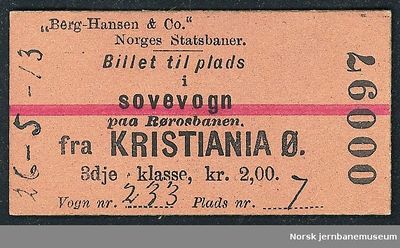 „Berg-Hansen & Co."
Norges Statsbaner.
Billet til plads
i
sovevogn
paa Rørosbanen.
fra KRISTIANIA Ø.
3dje klasse, kr. 2,00.
Vogn nr. 233 Plads nr. 7
26-5-13
00097
Norsk jernbanemuseum